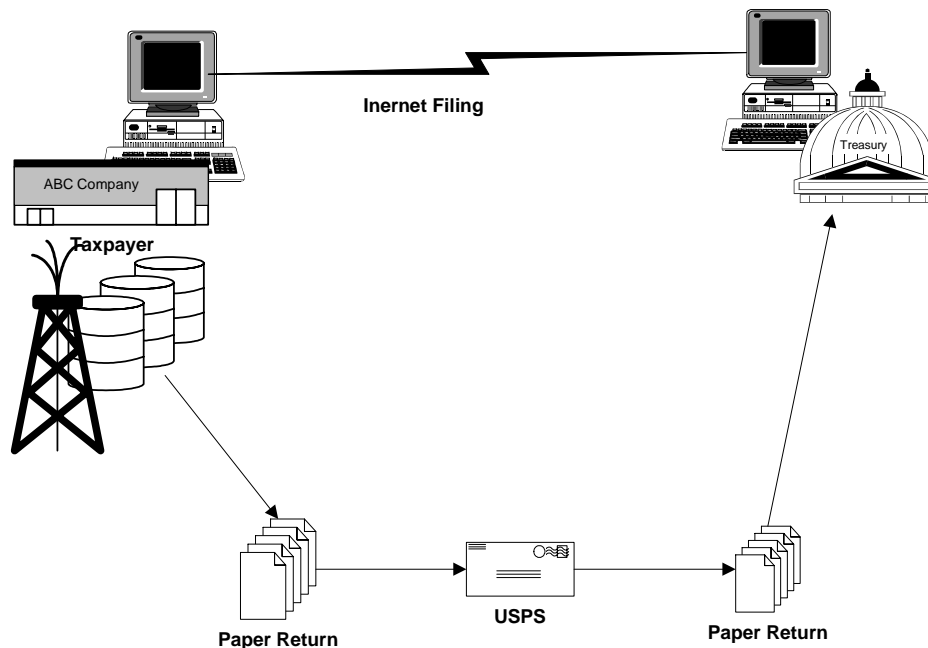 Inernet Filing
Treasury
ABC Company
Taxpayer
USPS
Paper Return
Paper Return